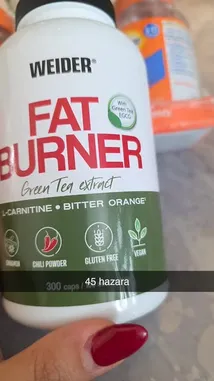 WEIDER®
With
Green Tea
EGCG
FAT
BURNER
Green Tea extract
L-CARNITINE • BITTER ORANGE
CHILI POWDER
GLUTEN FREE
VEGAN
300 caps
45 hazara